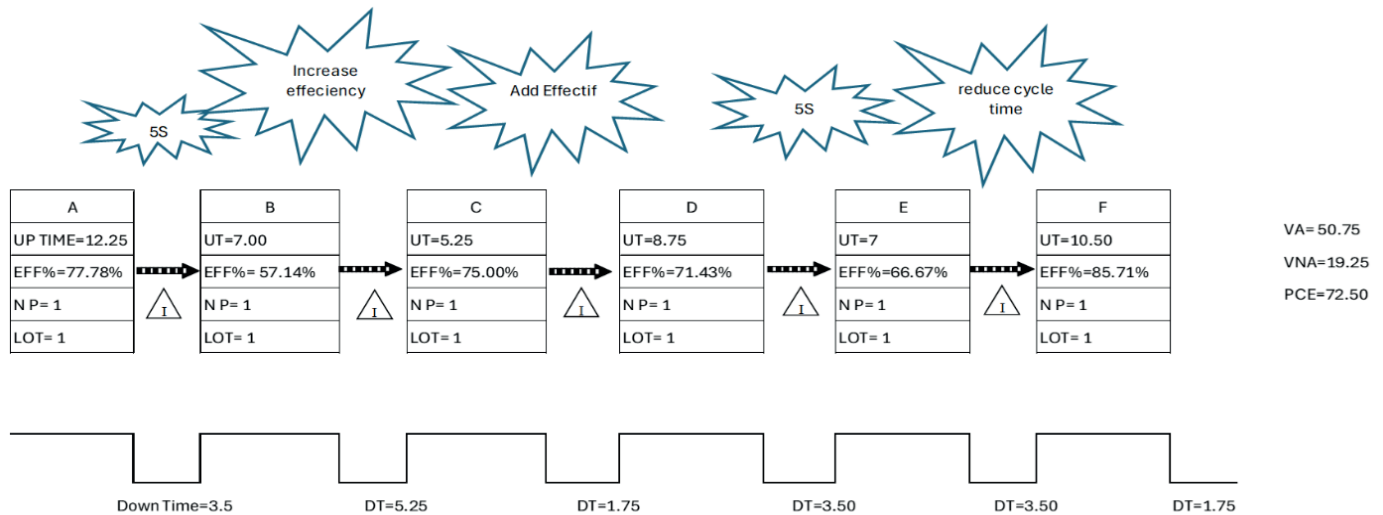 5S
Increase
effeciency
Add Effectif
5S
reduce cycle
time
A
UP TIME=12.25
EFF%=77.78%
N P= 1
LOT= 1
I
B
UT=7.00
EFF%= 57.14%
N P= 1
LOT= 1
I
C
UT=5.25
EFF%=75.00%
N P= 1
LOT= 1
I
D
UT=8.75
EFF%=71.43%
N P= 1
LOT= 1
I
E
UT=7
EFF%=66.67%
N P= 1
LOT= 1
I
F
UT=10.50
EFF%=85.71%
N P= 1
LOT= 1
VA= 50.75
VNA=19.25
PCE=72.50
Down Time=3.5
DT=5.25
DT=1.75
DT=3.50
DT=3.50
DT=1.75